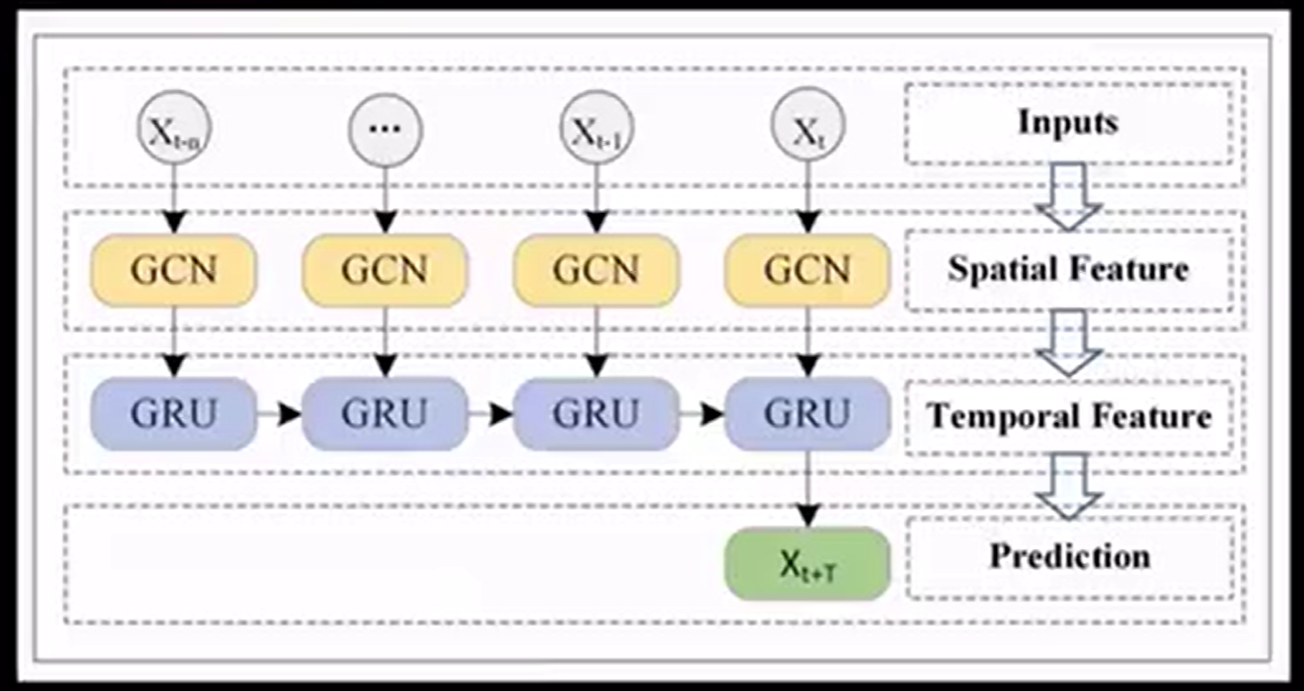 X_{t-n} ... X_{t-1} X_t Inputs
GCN GCN GCN GCN Spatial Feature
GRU GRU GRU GRU Temporal Feature
X_{t+T} Prediction